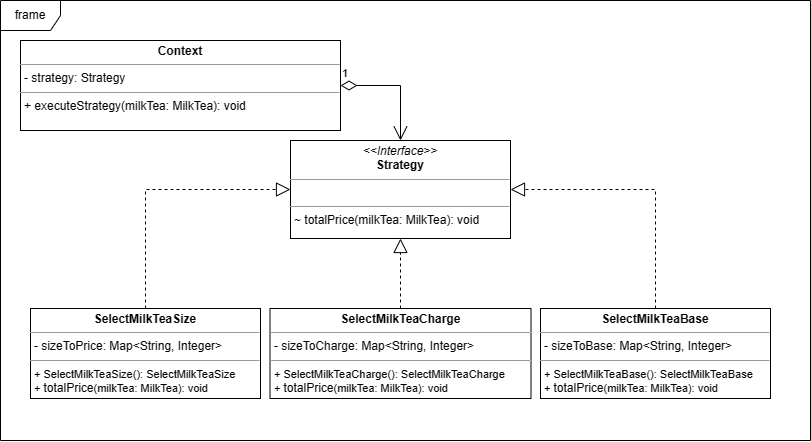 frame
Context
- strategy: Strategy
+ executeStrategy(milkTea: MilkTea): void
1
<<Interface>>
Strategy
~ totalPrice(milkTea: MilkTea): void
SelectMilkTeaSize
- sizeToPrice: Map<String, Integer>
+ SelectMilkTeaSize(): SelectMilkTeaSize
+ totalPrice(milkTea: MilkTea): void
SelectMilkTeaCharge
- sizeToCharge: Map<String, Integer>
+ SelectMilkTeaCharge(): SelectMilkTeaCharge
+ totalPrice(milkTea: MilkTea): void
SelectMilkTeaBase
- sizeToBase: Map<String, Integer>
+ SelectMilkTeaBase(): SelectMilkTeaBase
+ totalPrice(milkTea: MilkTea): void